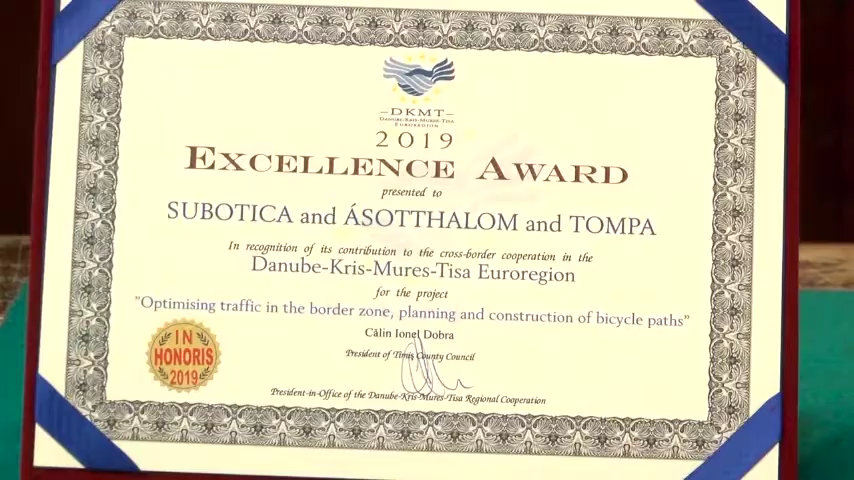 DKMT
DANUBE-KRIS-MURES-TISA
EUROREGION
2019
EXCELLENCE AWARD
presented to
SUBOTICA and ÁSOTTHALOM and TOMPA
In recognition of its contribution to the cross-border cooperation in the
Danube-Kris-Mures-Tisa Euroregion
for the project
"Optimising traffic in the border zone, planning and construction of bicycle paths"
Călin Ionel Dobra
President of Timiș County Council
President-in-Office of the Danube-Kris-Mures-Tisa Regional Cooperation
IN
HONORIS
2019